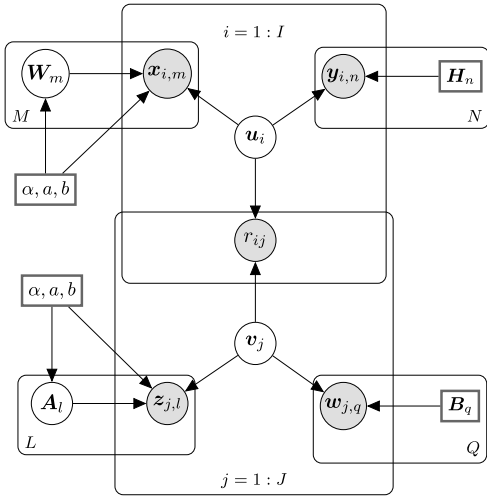 i = 1 : I
W_m
x_{i,m}
y_{i,n}
H_n
M
N
u_i
α, a, b
r_{ij}
α, a, b
v_j
A_l
z_{j,l}
w_{j,q}
B_q
L
Q
j = 1 : J